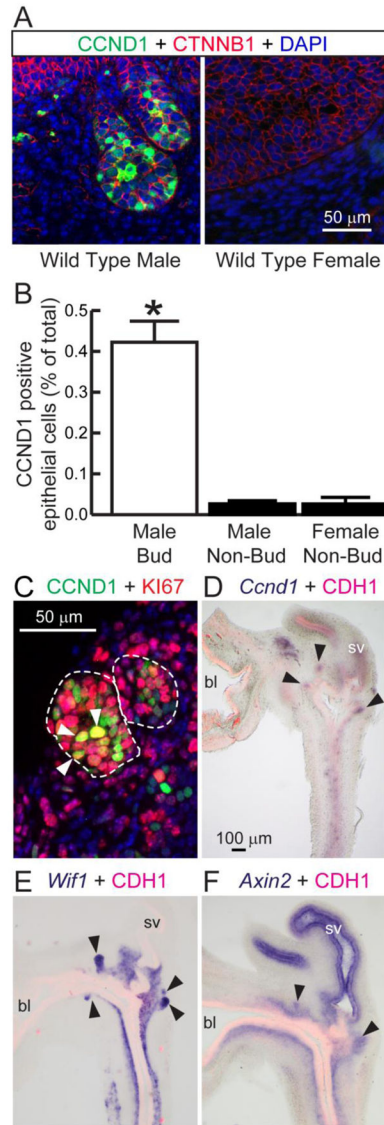 A
CCND1 + CTNNB1 + DAPI
50 μm
Wild Type Male
Wild Type Female
B
CCND1 positive
epithelial cells (% of total)
0.5
0.4
0.3
0.2
0.1
0.0
*
Male
Bud
Male
Non-Bud
Female
Non-Bud
C
CCND1 + KI67
50 μm
D
Ccnd1 + CDH1
sv
bl
100 μm
E
Wif1 + CDH1
sv
bl
F
Axin2 + CDH1
sv
bl